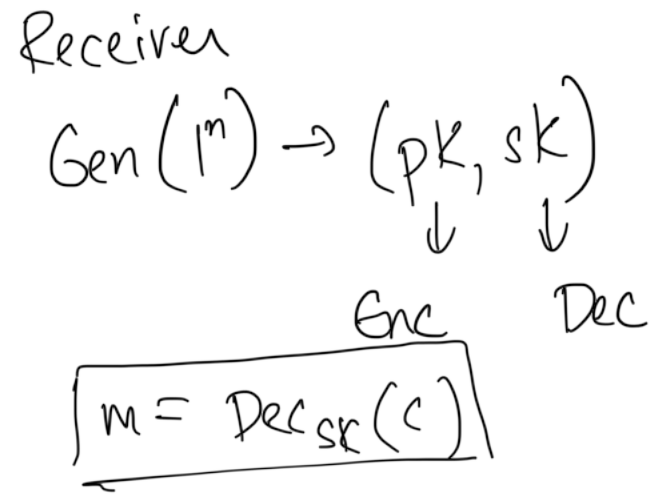 Receiver
Gen(1ⁿ) → (pk, sk)
↓ ↓
Enc Dec
m = Dec_sk(c)